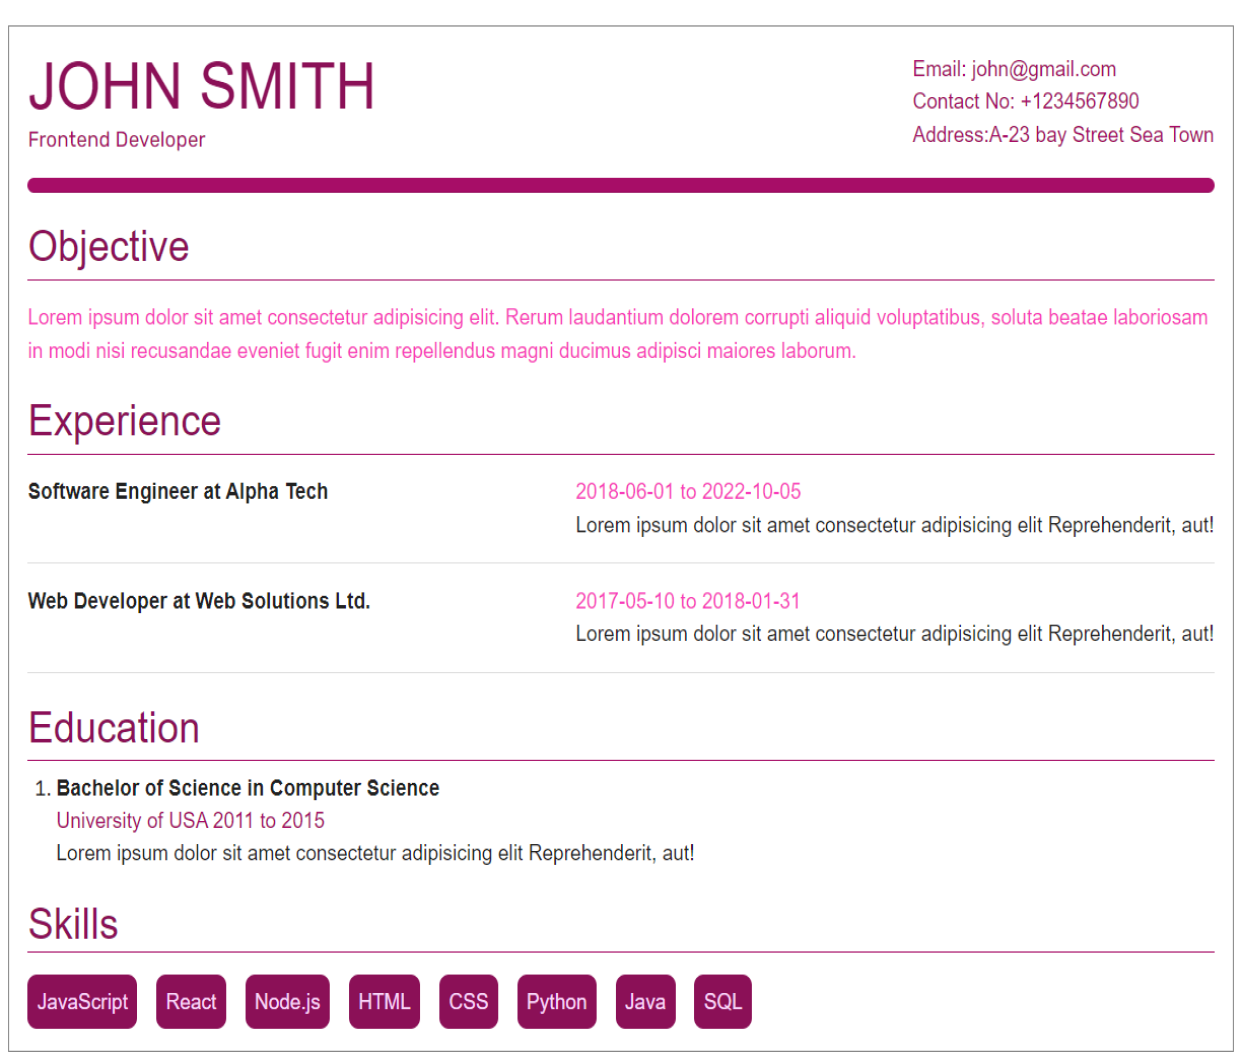 JOHN SMITH
Frontend Developer
Email: john@gmail.com
Contact No: +1234567890
Address:A-23 bay Street Sea Town
Objective
Lorem ipsum dolor sit amet consectetur adipisicing elit. Rerum laudantium dolorem corrupti aliquid voluptatibus, soluta beatae laboriosam
in modi nisi recusandae eveniet fugit enim repellendus magni ducimus adipisci maiores laborum.
Experience
Software Engineer at Alpha Tech
2018-06-01 to 2022-10-05
Lorem ipsum dolor sit amet consectetur adipisicing elit Reprehenderit, aut!
Web Developer at Web Solutions Ltd.
2017-05-10 to 2018-01-31
Lorem ipsum dolor sit amet consectetur adipisicing elit Reprehenderit, aut!
Education
1. Bachelor of Science in Computer Science
University of USA 2011 to 2015
Lorem ipsum dolor sit amet consectetur adipisicing elit Reprehenderit, aut!
Skills
JavaScript React Node.js HTML CSS Python Java SQL